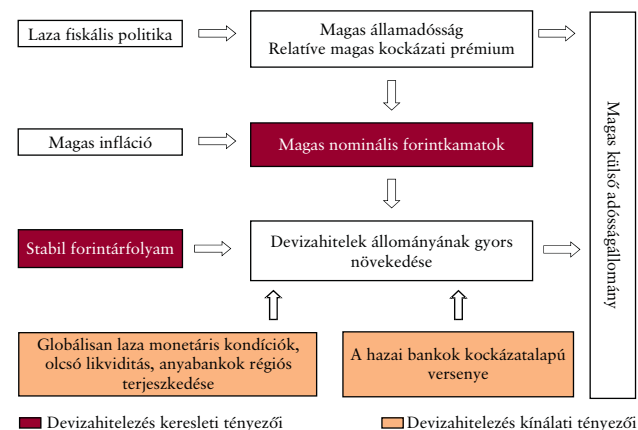 Laza fiskális politika
Magas államadósság
Relatíve magas kockázati prémium
Magas infláció
Magas nominális forintkamatok
Stabil forintárfolyam
Devizahitelek állományának gyors
növekedése
Magas külső adósságállomány
Globálisan laza monetáris kondíciók,
olcsó likviditás, anyabankok régiós
terjeszkedése
A hazai bankok kockázatalapú
versenye
Devizahitelezés keresleti tényezői
Devizahitelezés kínálati tényezői